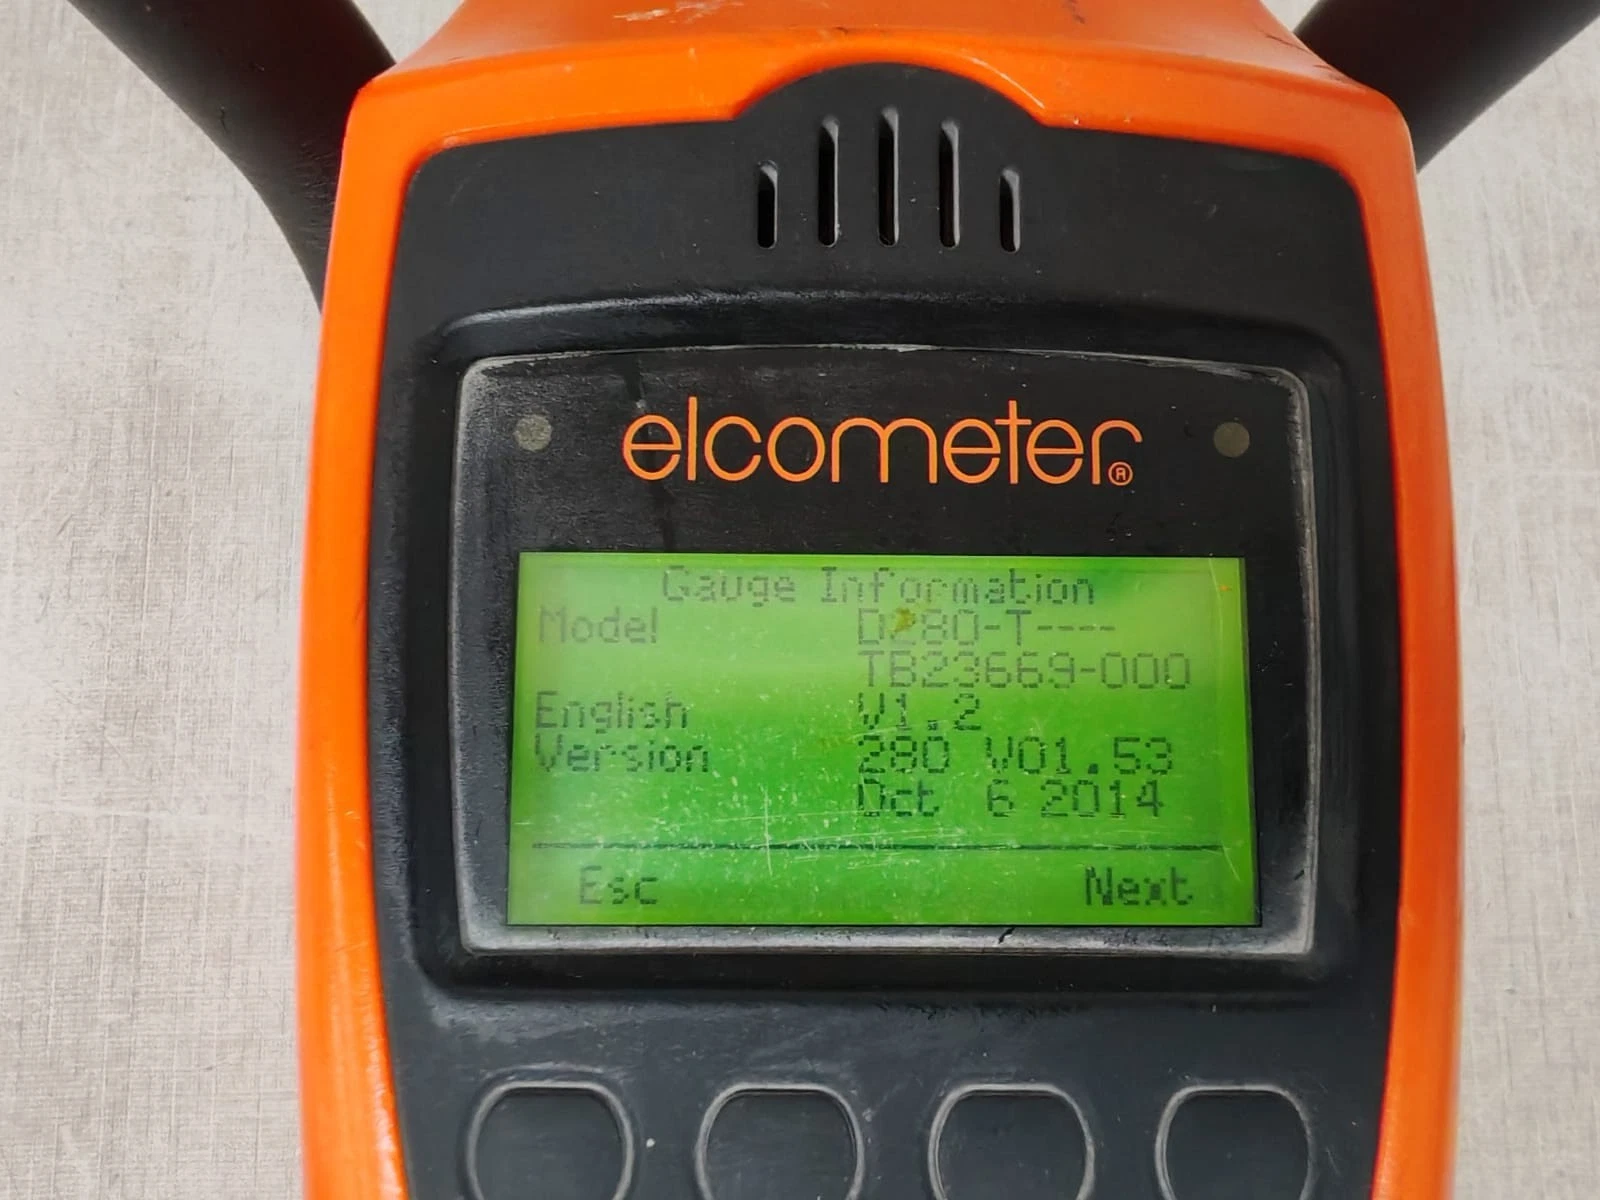 elcometer®
Gauge Information
Model D280-T----
TB23669-000
English V1.2
Version 280 V01.53
Oct 6 2014
Esc Next